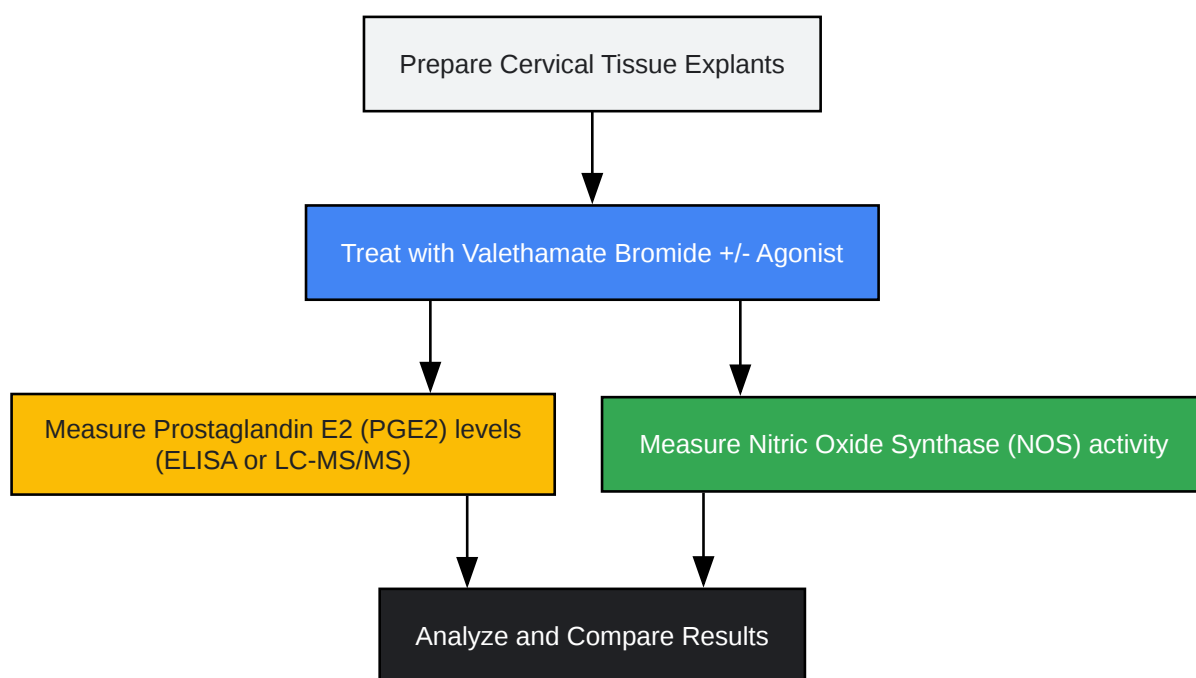 Prepare Cervical Tissue Explants
Treat with Valethamate Bromide +/- Agonist
Measure Prostaglandin E2 (PGE2) levels
(ELISA or LC-MS/MS)
Measure Nitric Oxide Synthase (NOS) activity
Analyze and Compare Results